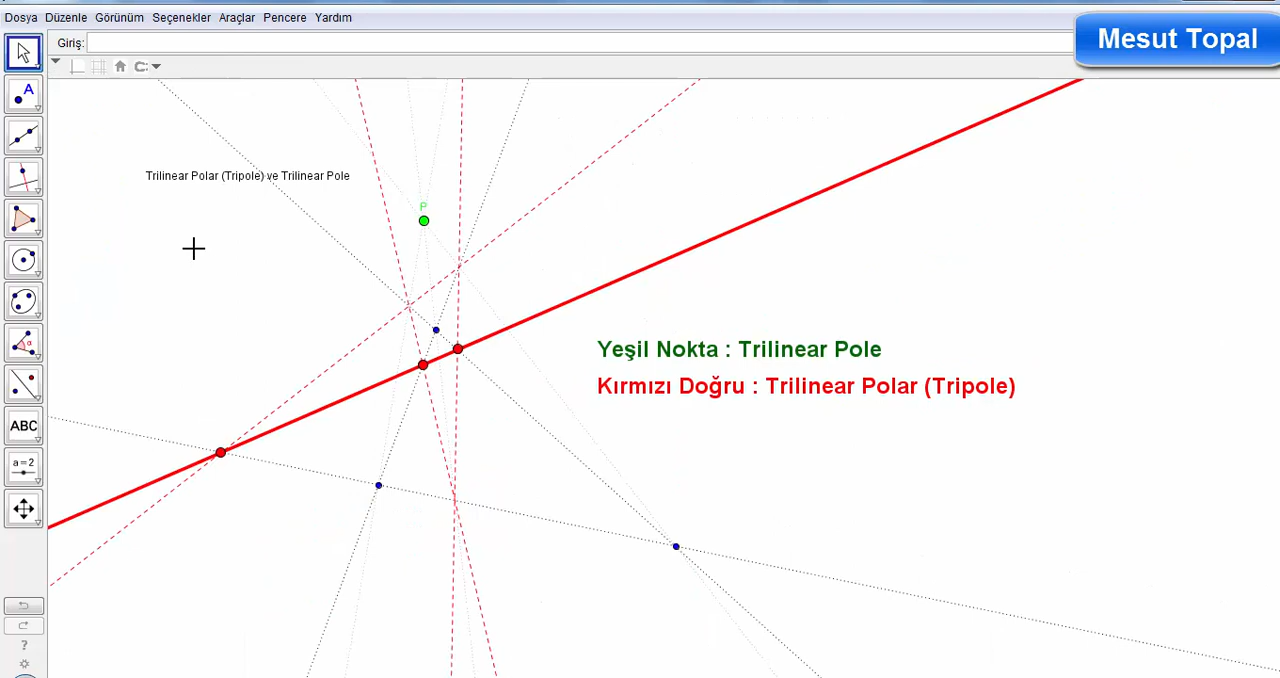 Dosya Düzenle Görünüm Seçenekler Araçlar Pencere Yardım
Mesut Topal
Giriş:
A
Trilinear Polar (Tripole) ve Trilinear Pole
P
α
Yeşil Nokta : Trilinear Pole
Kırmızı Doğru : Trilinear Polar (Tripole)
ABC
a=2
?